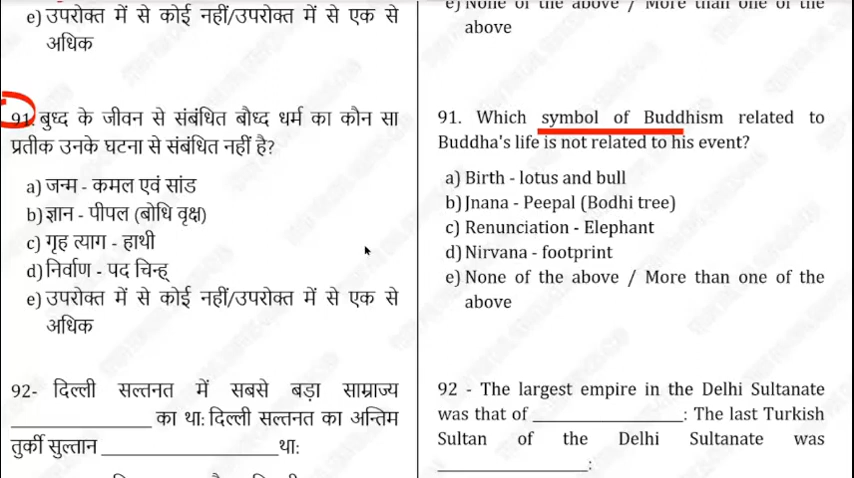 e) उपरोक्त में से कोई नहीं/उपरोक्त में से एक से
अधिक
91. बुध्द के जीवन से संबंधित बौध्द धर्म का कौन सा
प्रतीक उनके घटना से संबंधित नहीं है?
a) जन्म - कमल एवं सांड
b) ज्ञान - पीपल (बोधि वृक्ष)
c) गृह त्याग - हाथी
d) निर्वाण - पद चिन्ह्
e) उपरोक्त में से कोई नहीं/उपरोक्त में से एक से
अधिक
92- दिल्ली सल्तनत में सबसे बड़ा साम्राज्य
_______________ का था: दिल्ली सल्तनत का अन्तिम
तुर्की सुल्तान ___________________ था:
e) None of the above / More than one of the
above
91. Which symbol of Buddhism related to
Buddha's life is not related to his event?
a) Birth - lotus and bull
b) Jnana - Peepal (Bodhi tree)
c) Renunciation - Elephant
d) Nirvana - footprint
e) None of the above / More than one of the
above
92 - The largest empire in the Delhi Sultanate
was that of ________________: The last Turkish
Sultan of the Delhi Sultanate was
________________: